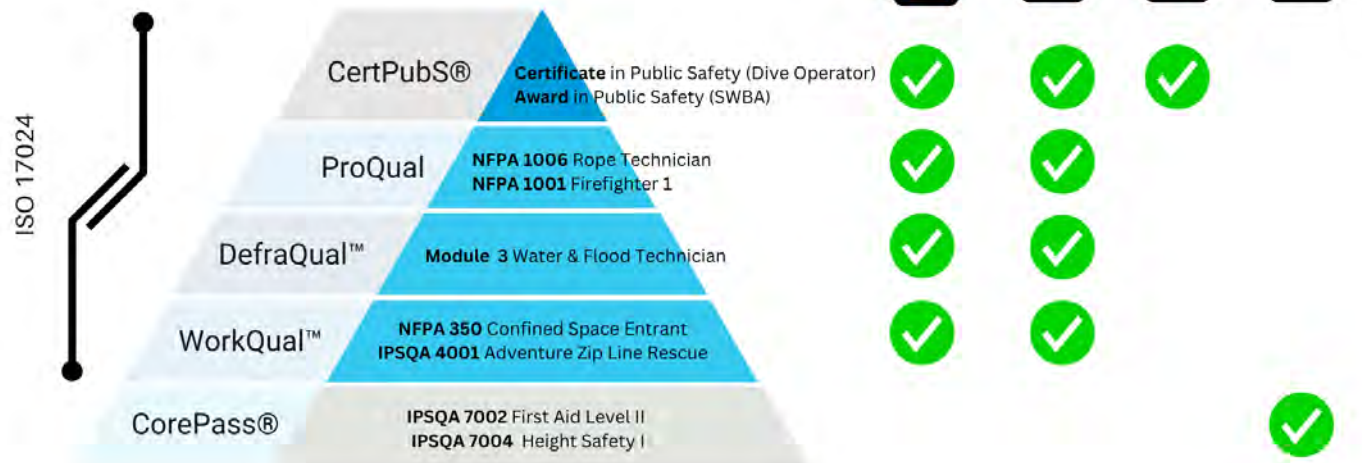 ISO 17024
CertPubS®
Certificate in Public Safety (Dive Operator)
Award in Public Safety (SWBA)
ProQual
NFPA 1006 Rope Technician
NFPA 1001 Firefighter 1
DefraQual™
Module 3 Water & Flood Technician
WorkQual™
NFPA 350 Confined Space Entrant
IPSQA 4001 Adventure Zip Line Rescue
CorePass®
IPSQA 7002 First Aid Level II
IPSQA 7004 Height Safety I